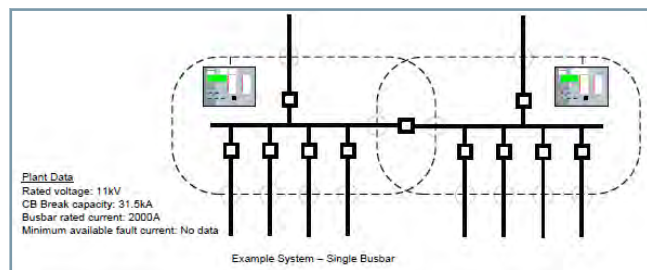 Plant Data
Rated voltage: 11kV
CB Break capacity: 31.5kA
Busbar rated current: 2000A
Minimum available fault current: No data
Example System – Single Busbar